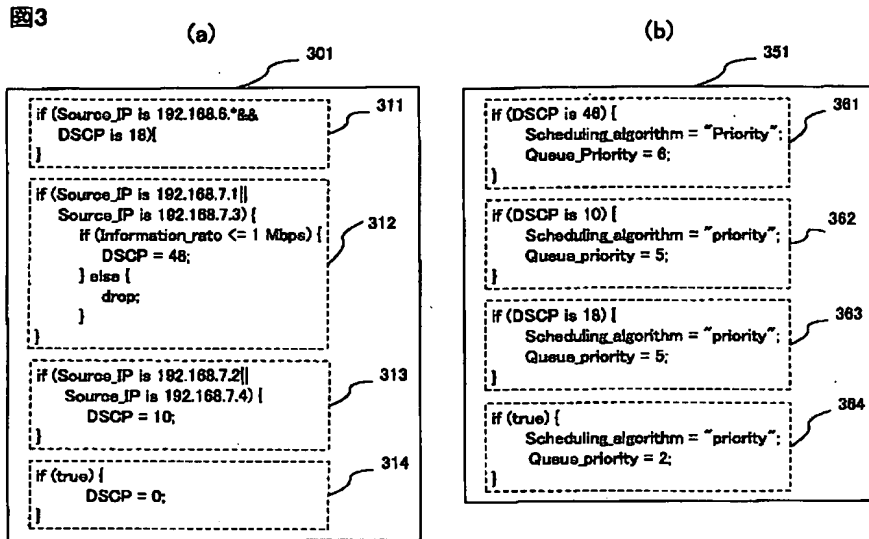 図3
(a)
301
if (Source_IP is 192.168.6.*&&
DSCP is 18){
}
311
if (Source_IP is 192.168.7.1||
Source_IP is 192.168.7.3) {
if (Information_rato <= 1 Mbps) {
DSCP = 46;
} else {
drop;
}
}
312
if (Source_IP is 192.168.7.2||
Source_IP is 192.168.7.4) {
DSCP = 10;
}
313
if (true) {
DSCP = 0;
}
314
(b)
351
if (DSCP is 46) {
Scheduling_algorithm = "Priority";
Queue_Priority = 6;
}
361
if (DSCP is 10) {
Scheduling_algorithm = "priority";
Queue_priority = 5;
}
362
if (DSCP is 18) {
Scheduling_algorithm = "priority";
Queue_priority = 5;
}
363
if (true) {
Scheduling_algorithm = "priority";
Queue_priority = 2;
}
364